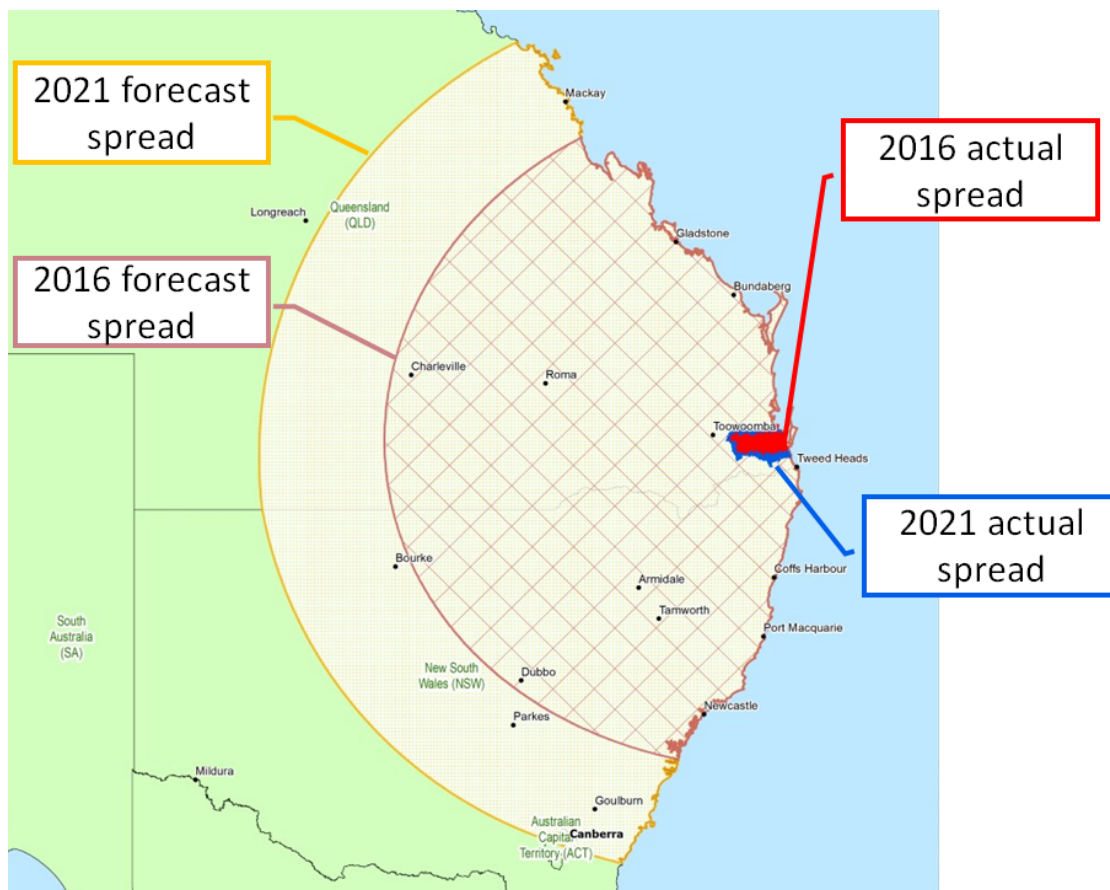 2021 forecast
spread
Mackay
2016 actual
spread
Longreach
Queensland
(QLD)
Gladstone
2016 forecast
spread
Bundaberg
Charleville
Roma
Toowoomba
Tweed Heads
2021 actual
spread
Bourke
Coffs Harbour
Armidale
Tamworth
South
Australia
(SA)
Port Macquarie
New South
Wales (NSW)
Dubbo
Newcastle
Parkes
Mildura
Goulburn
Australian
Capital
Canberra
Territory (ACT)